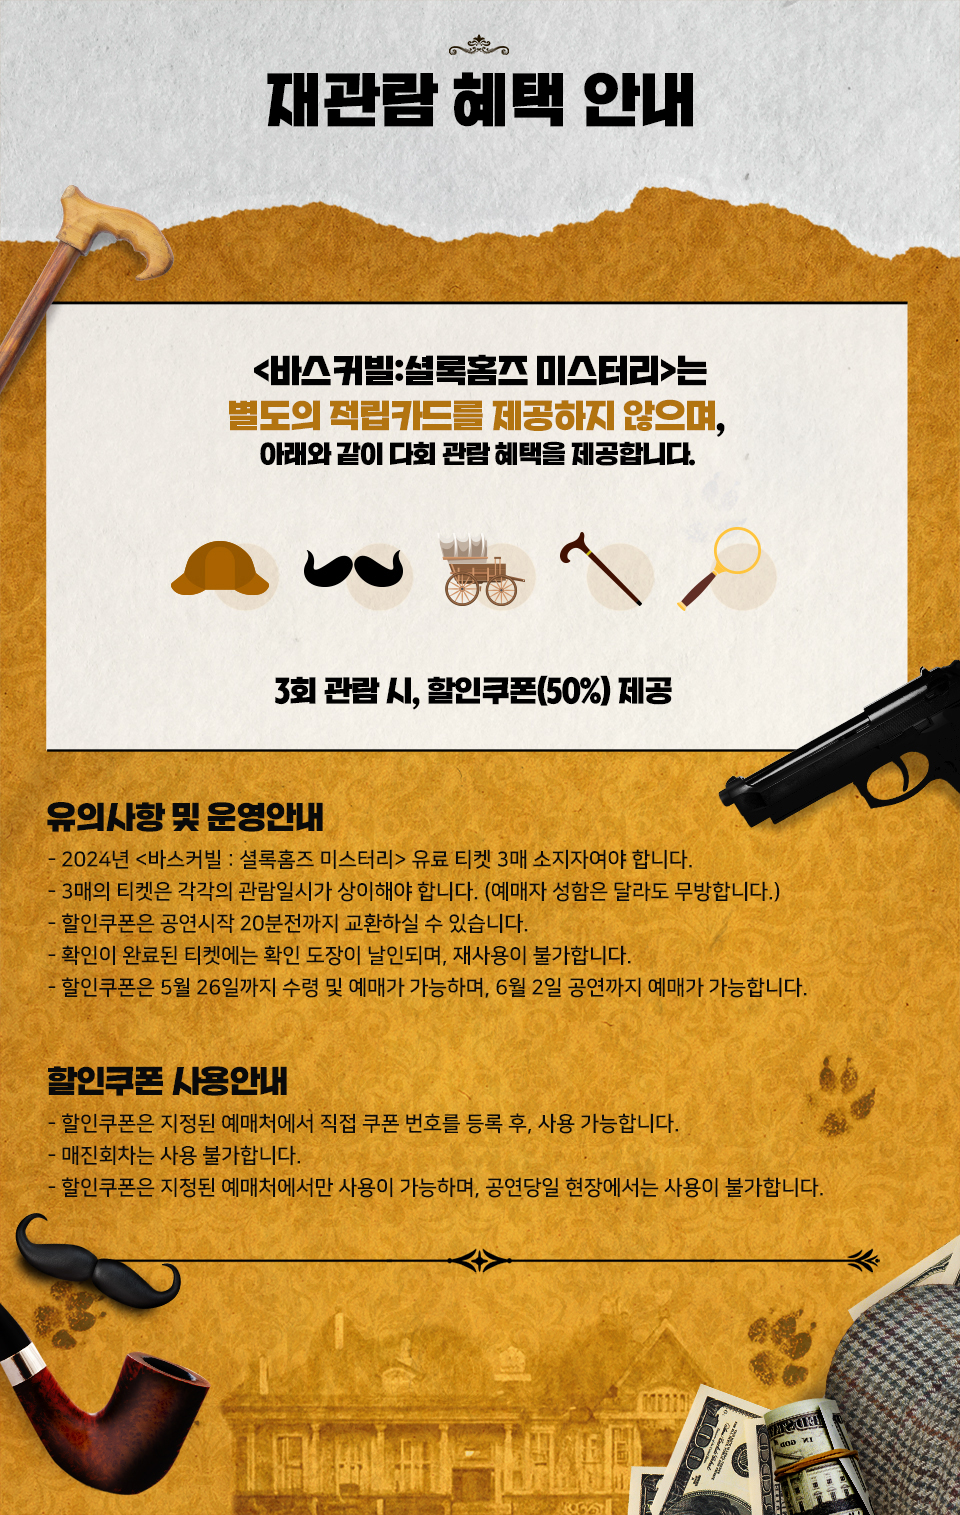 재관람 혜택 안내
<바스커빌:셜록홈즈 미스터리>는
별도의 적립카드를 제공하지 않으며,
아래와 같이 다회 관람 혜택을 제공합니다.
3회 관람 시, 할인쿠폰(50%) 제공
유의사항 및 운영안내
- 2024년 <바스커빌 : 셜록홈즈 미스터리> 유료 티켓 3매 소지자여야 합니다.
- 3매의 티켓은 각각의 관람일시가 상이해야 합니다. (예매자 성함은 달라도 무방합니다.)
- 할인쿠폰은 공연시작 20분전까지 교환하실 수 있습니다.
- 확인이 완료된 티켓에는 확인 도장이 날인되며, 재사용이 불가합니다.
- 할인쿠폰은 5월 26일까지 수령 및 예매가 가능하며, 6월 2일 공연까지 예매가 가능합니다.
할인쿠폰 사용안내
- 할인쿠폰은 지정된 예매처에서 직접 쿠폰 번호를 등록 후, 사용 가능합니다.
- 매진회차는 사용 불가합니다.
- 할인쿠폰은 지정된 예매처에서만 사용이 가능하며, 공연당일 현장에서는 사용이 불가합니다.